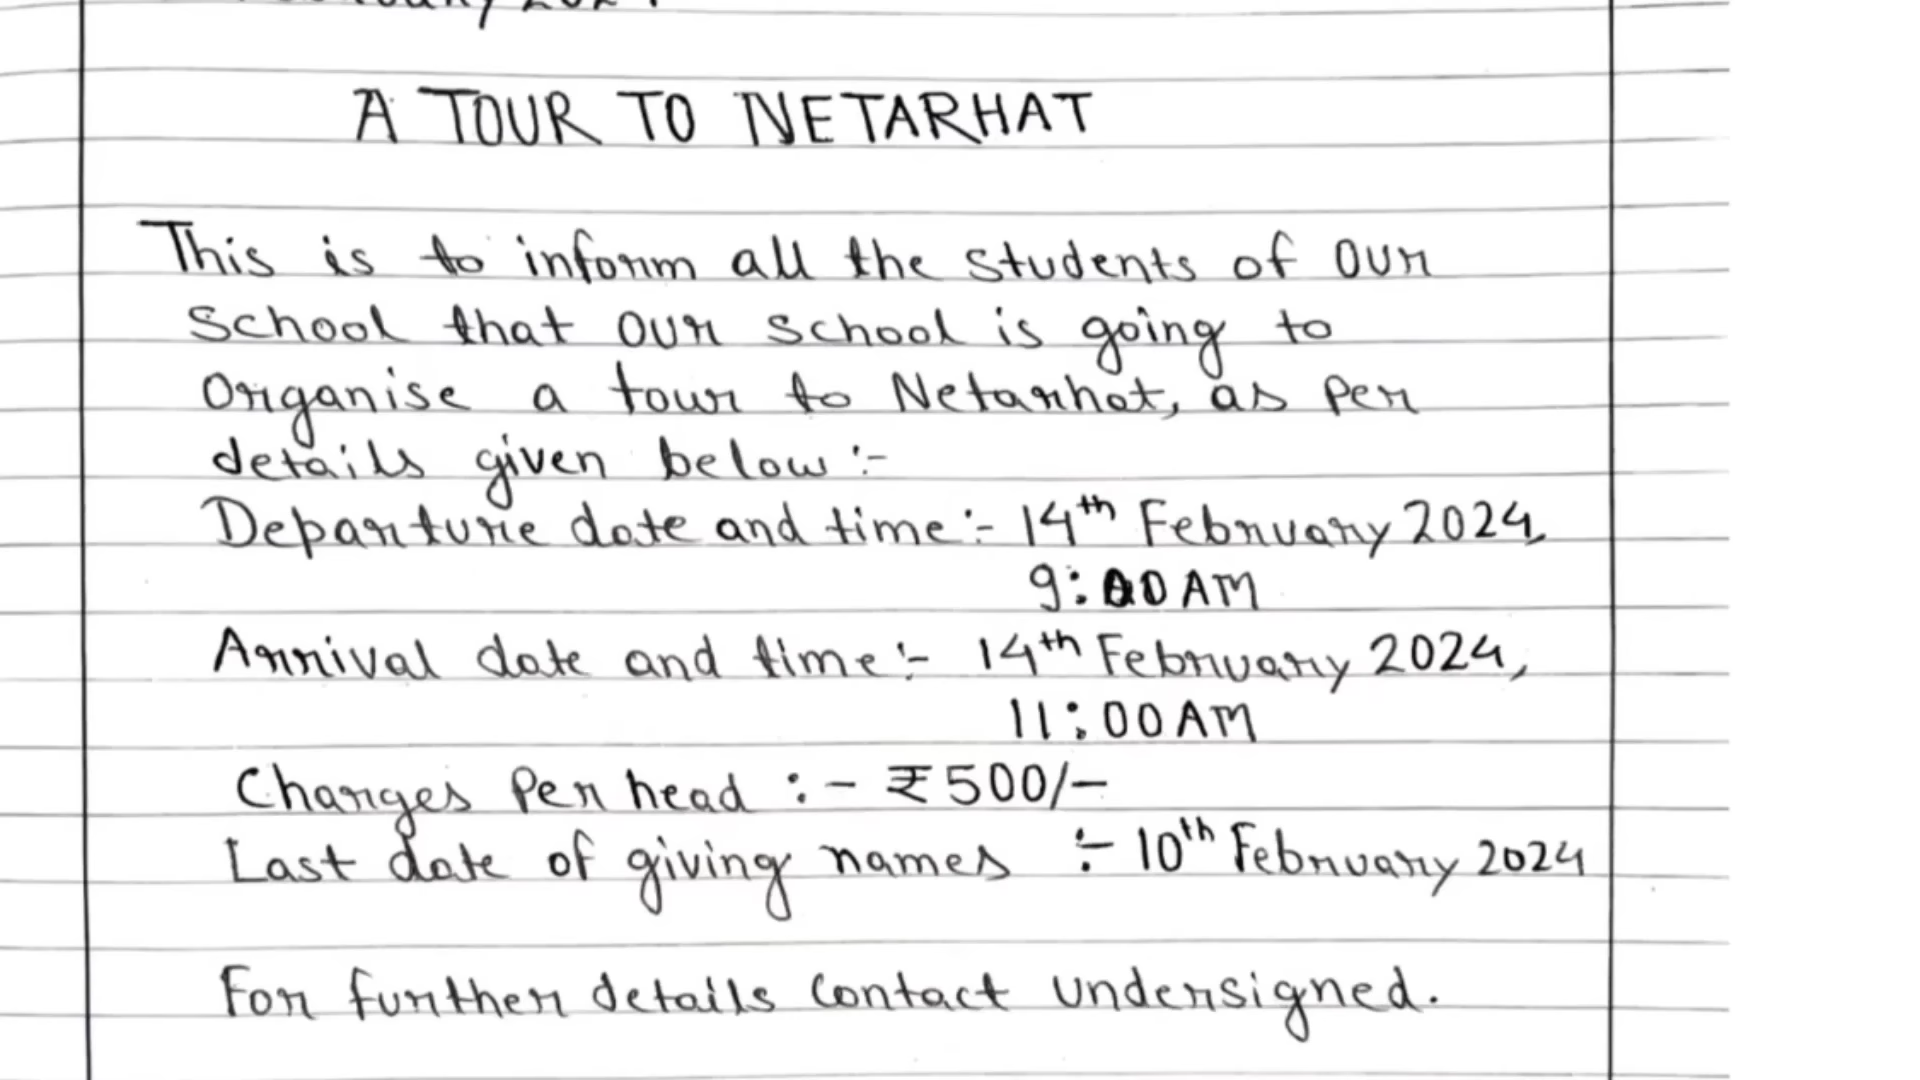 A TOUR TO NETARHAT
This is to inform all the students of our
school that our school is going to
Organise a tour to Netarhat, as per
details given below :-
Departure date and time :- 14th February 2024,
9:00 AM
Arrival date and time :- 14th February 2024,
11:00 AM
Charges Per head :- ₹500/-
Last date of giving names :- 10th February 2024
For further details contact undersigned.